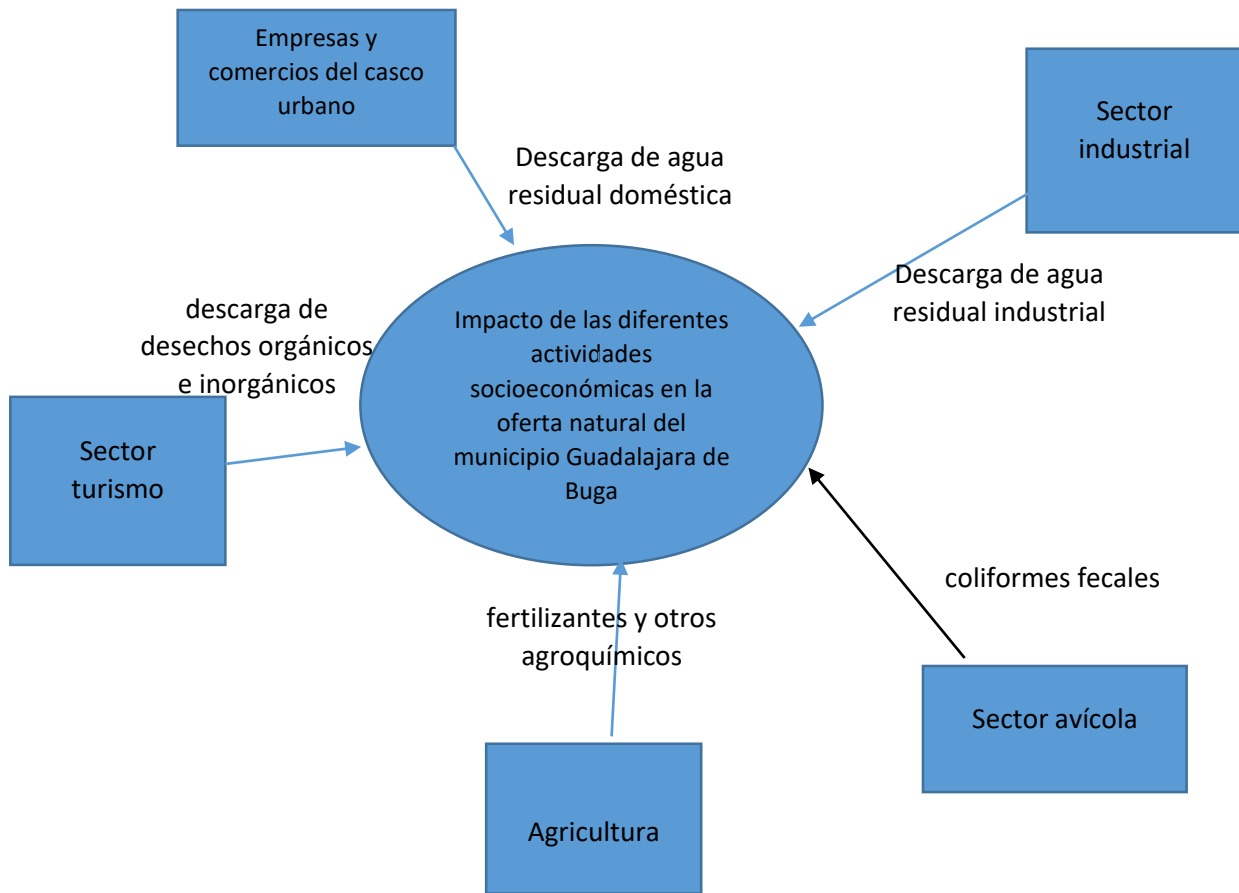 Empresas y
comercios del casco
urbano
Sector
industrial
Descarga de agua
residual doméstica
Descarga de agua
residual industrial
descarga de
desechos orgánicos
e inorgánicos
Impacto de las diferentes
actividades
socioeconómicas en la
oferta natural del
municipio Guadalajara de
Buga
Sector
turismo
coliformes fecales
fertilizantes y otros
agroquímicos
Sector avícola
Agricultura